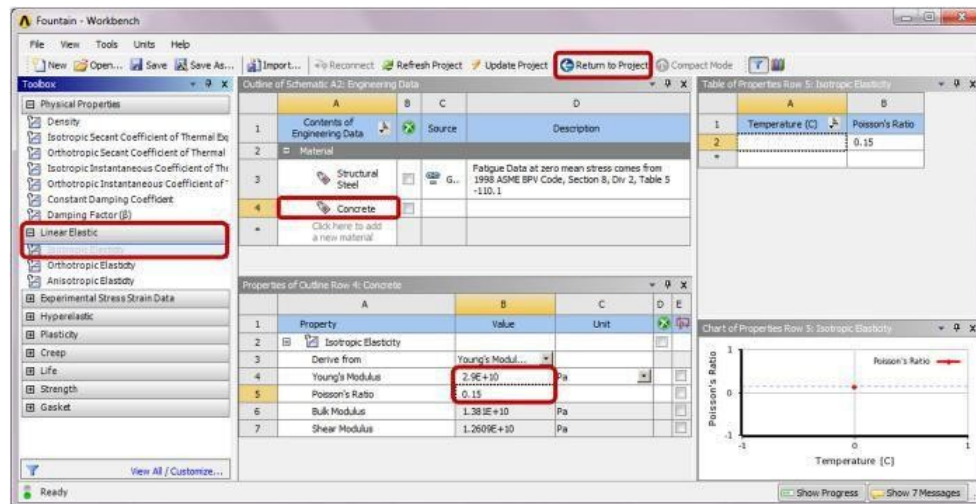 Fountain - Workbench
File View Tools Units Help
New Open... Save Save As... Import... Reconnect Refresh Project Update Project Return to Project Compact Mode
Toolbox
Physical Properties
Density
Isotropic Secant Coefficient of Thermal Exp
Orthotropic Secant Coefficient of Thermal
Isotropic Instantaneous Coefficient of The
Orthotropic Instantaneous Coefficient of
Constant Damping Coefficient
Damping Factor (β)
Linear Elastic
Isotropic Elasticity
Orthotropic Elasticity
Anisotropic Elasticity
Experimental Stress Strain Data
Hyperelastic
Plasticity
Creep
Life
Strength
Gasket
View All / Customize...
Outline of Schematic A2: Engineering Data
A B C D
1 Contents of Engineering Data Source Description
2 Material
3 Structural Steel G... Fatigue Data at zero mean stress comes from
1998 ASME BPV Code, Section 8, Div 2, Table 5
-110.1
4 Concrete
* Click here to add
a new material
Properties of Outline Row 4: Concrete
A B C D E
1 Property Value Unit
2 Isotropic Elasticity
3 Derive from Young's Modul...
4 Young's Modulus 2.9E+10 Pa
5 Poisson's Ratio 0.15
6 Bulk Modulus 1.381E+10 Pa
7 Shear Modulus 1.2609E+10 Pa
Table of Properties Row 5: Isotropic Elasticity
A B
1 Temperature (C) Poisson's Ratio
2 0.15
*
Chart of Properties Row 5: Isotropic Elasticity
Poisson's Ratio
Poisson's Ratio
1
0
-1
-1 0 1
Temperature [C]
Ready
Show Progress Show 7 Messages